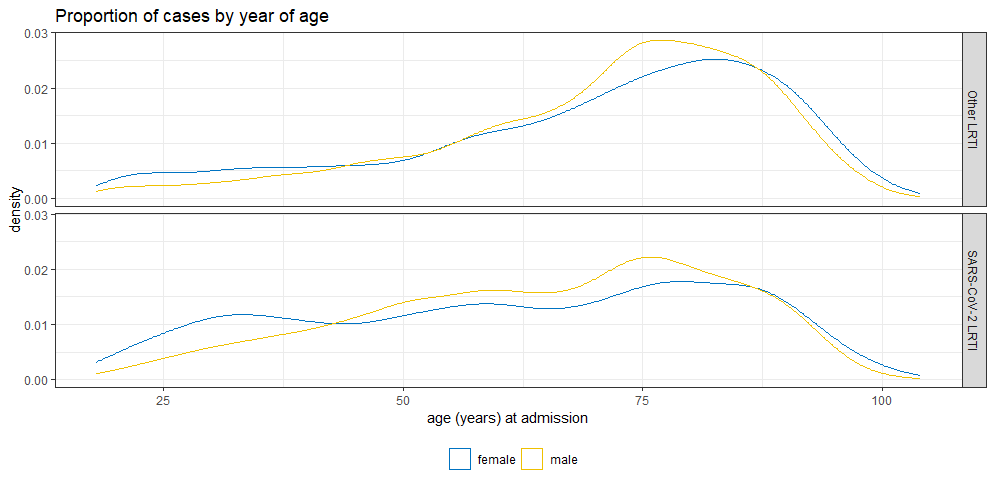 Proportion of cases by year of age
0.03
0.02
0.01
0.00
Other LRTI
density
0.03
0.02
0.01
0.00
SARS-CoV-2 LRTI
25 50 75 100
age (years) at admission
female male